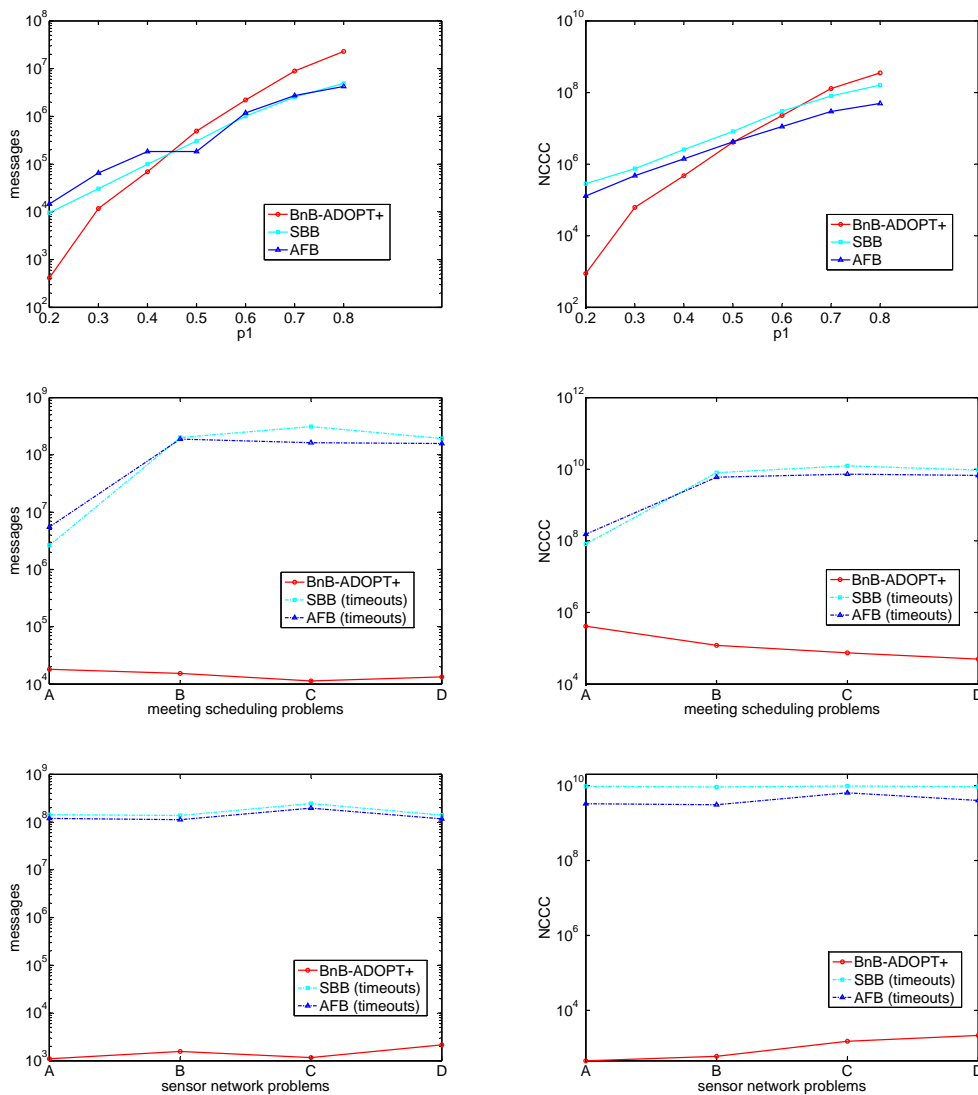 10^8
10^7
10^6
10^5
10^4
10^3
10^2
messages
0.2 0.3 0.4 0.5 0.6 0.7 0.8
p1
BnB-ADOPT+
SBB
AFB
10^10
10^8
10^6
10^4
10^2
NCCC
0.2 0.3 0.4 0.5 0.6 0.7 0.8
p1
BnB-ADOPT+
SBB
AFB
10^9
10^8
10^7
10^6
10^5
10^4
messages
A B C D
meeting scheduling problems
BnB-ADOPT+
SBB (timeouts)
AFB (timeouts)
10^12
10^10
10^8
10^6
10^4
NCCC
A B C D
meeting scheduling problems
BnB-ADOPT+
SBB (timeouts)
AFB (timeouts)
10^9
10^8
10^7
10^6
10^5
10^4
10^3
messages
A B C D
sensor network problems
BnB-ADOPT+
SBB (timeouts)
AFB (timeouts)
10^10
10^8
10^6
10^4
NCCC
A B C D
sensor network problems
BnB-ADOPT+
SBB (timeouts)
AFB (timeouts)